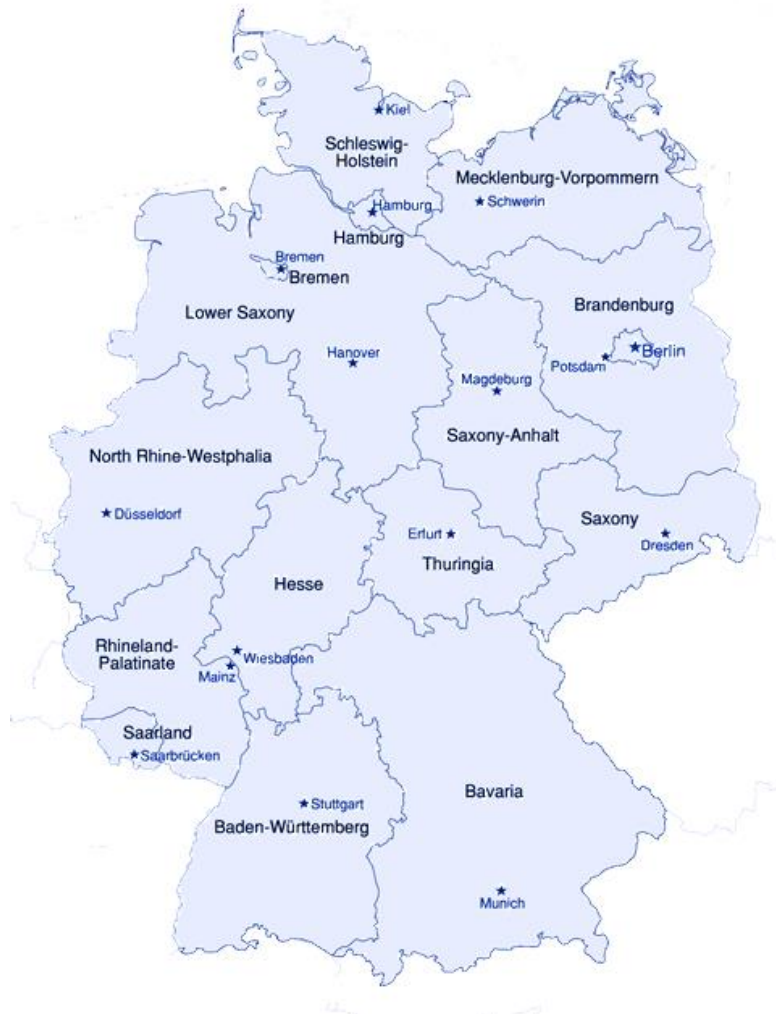 Kiel
Schleswig-
Holstein
Mecklenburg-Vorpommern
Schwerin
Hamburg
Hamburg
Bremen
Bremen
Lower Saxony
Brandenburg
Hanover
Berlin
Potsdam
Magdeburg
Saxony-Anhalt
North Rhine-Westphalia
Düsseldorf
Saxony
Erfurt
Dresden
Thuringia
Hesse
Rhineland-
Palatinate
Wiesbaden
Mainz
Saarland
Saarbrücken
Bavaria
Stuttgart
Baden-Württemberg
Munich